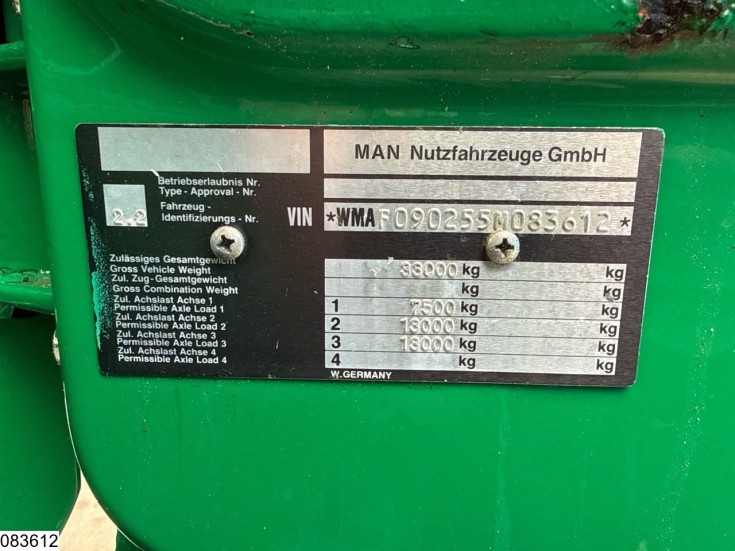 MAN Nutzfahrzeuge GmbH
Betriebserlaubnis Nr.
Type - Approval - Nr.
2.2
Fahrzeug -
Identifizierungs - Nr.
VIN *WMAF090255M083612*
Zulässiges Gesamtgewicht
Gross Vehicle Weight
33000 kg kg
Zul. Zug-Gesamtgewicht
Gross Combination Weight
kg kg
Zul. Achslast Achse 1
Permissible Axle Load 1
1 7500 kg kg
Zul. Achslast Achse 2
Permissible Axle Load 2
2 13000 kg kg
Zul. Achslast Achse 3
Permissible Axle Load 3
3 13000 kg kg
Zul. Achslast Achse 4
Permissible Axle Load 4
4 kg kg
W. GERMANY
083612